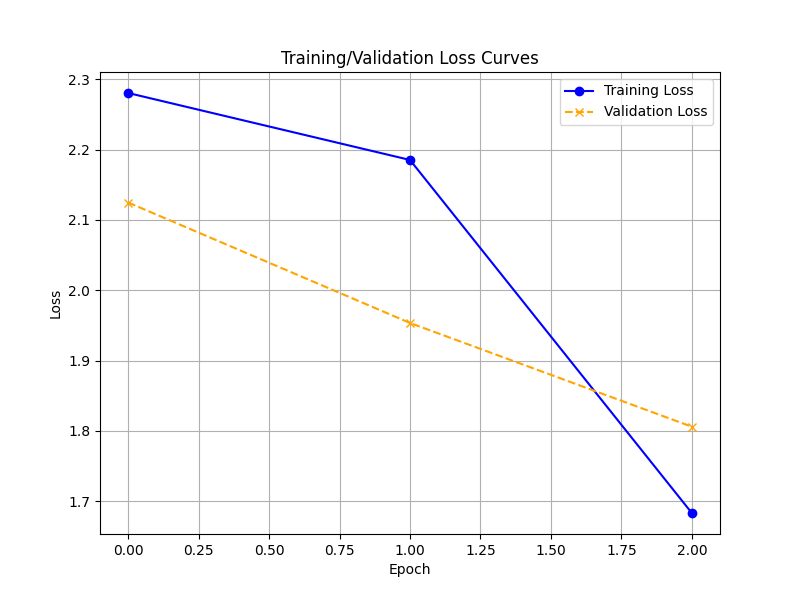 Training/Validation Loss Curves
Training Loss
Validation Loss
2.3
2.2
2.1
2.0
1.9
1.8
1.7
Loss
0.00 0.25 0.50 0.75 1.00 1.25 1.50 1.75 2.00
Epoch